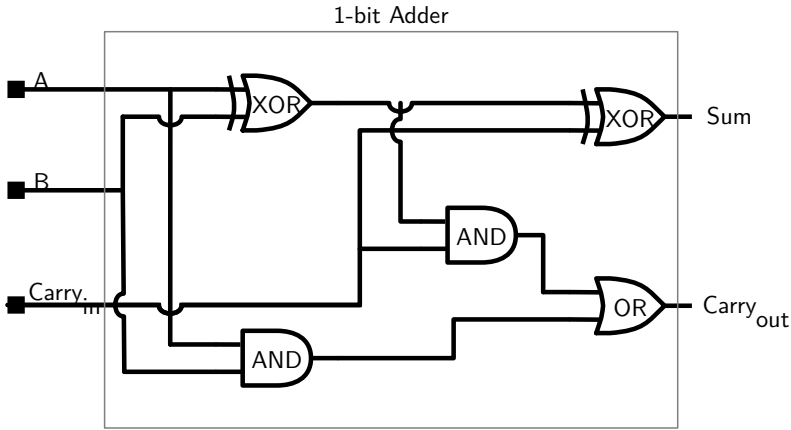 1-bit Adder
A
XOR
XOR
Sum
B
AND
Carry in
OR
Carry out
AND